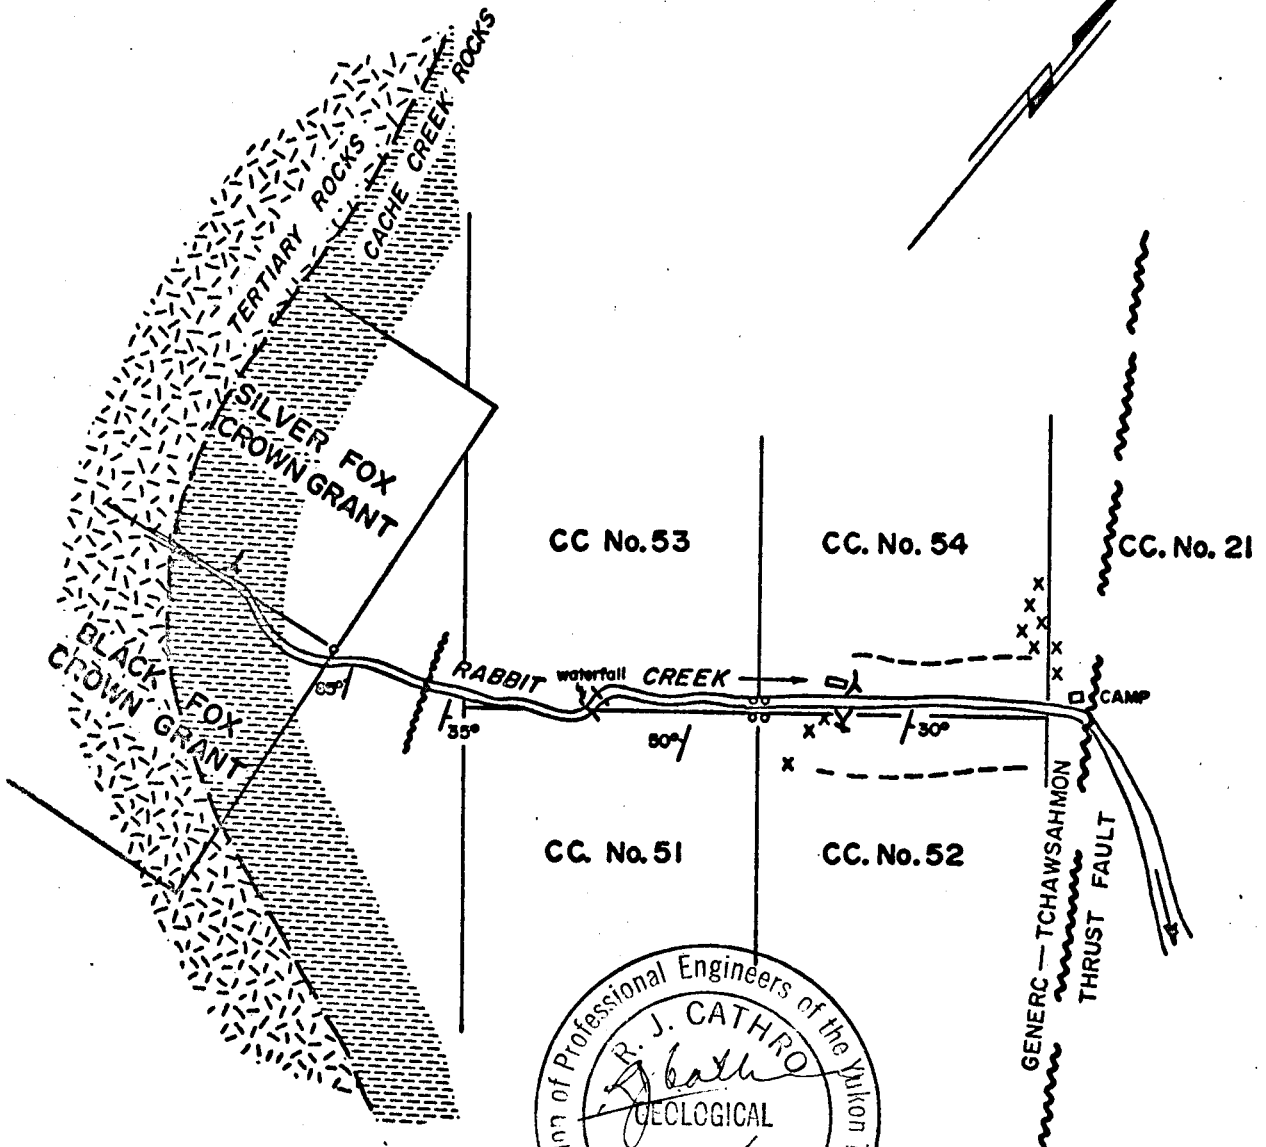 TERTIARY ROCKS
CACHE CREEK ROCKS
SILVER FOX
CROWN GRANT
CC No. 53
CC. No. 54
CC. No. 21
BLACK FOX
CROWN GRANT
RABBIT CREEK
waterfall
CAMP
35°
50°
30°
CC. No. 51
CC. No. 52
GENERC — TCHAWSAHMON
THRUST FAULT
of Professional Engineers of the Yukon
R. J. CATHRO
GEOLOGICAL